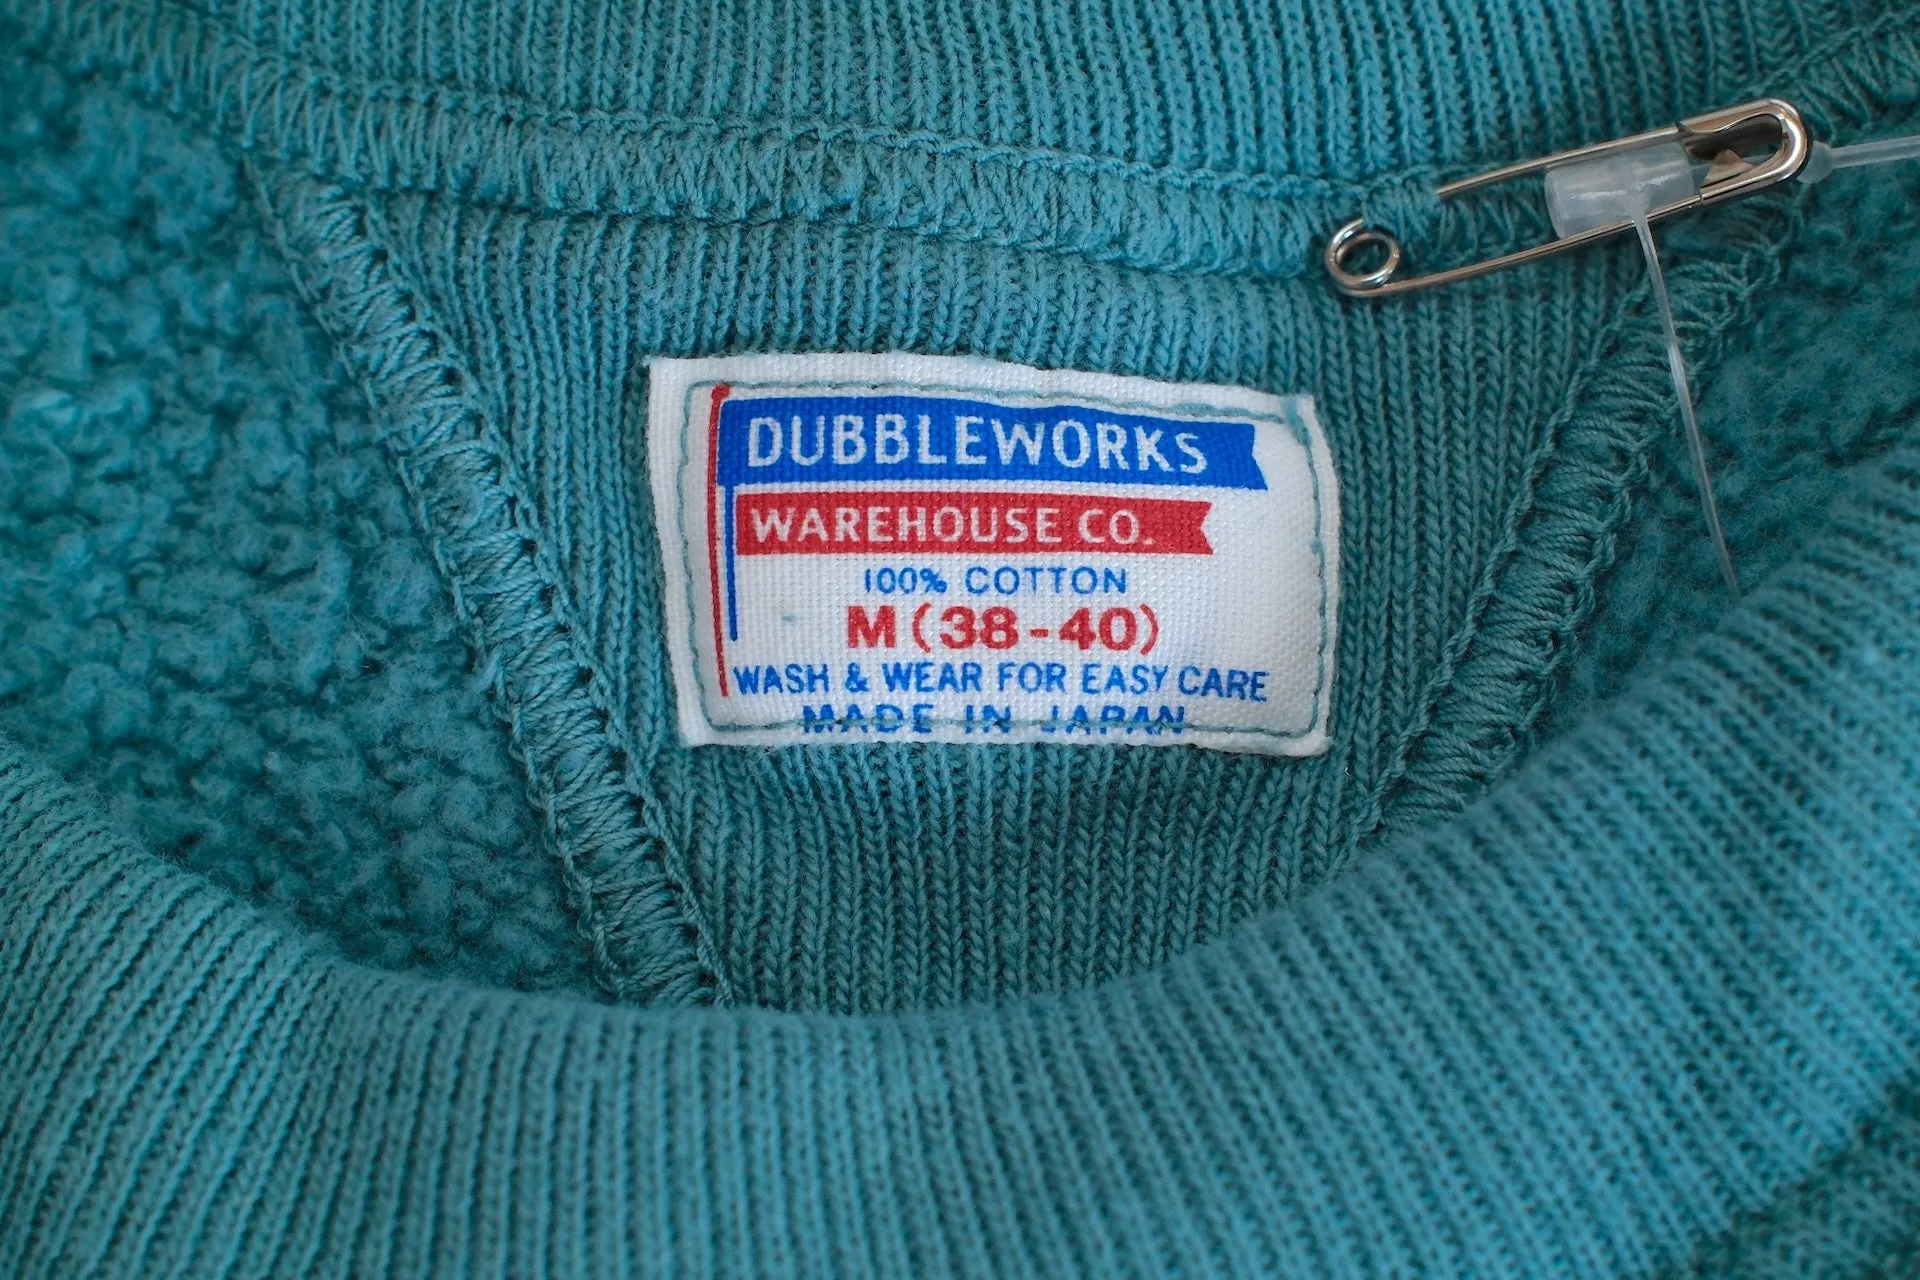 DUBBLEWORKS
WAREHOUSE CO.
100% COTTON
M (38-40)
WASH & WEAR FOR EASY CARE
MADE IN JAPAN